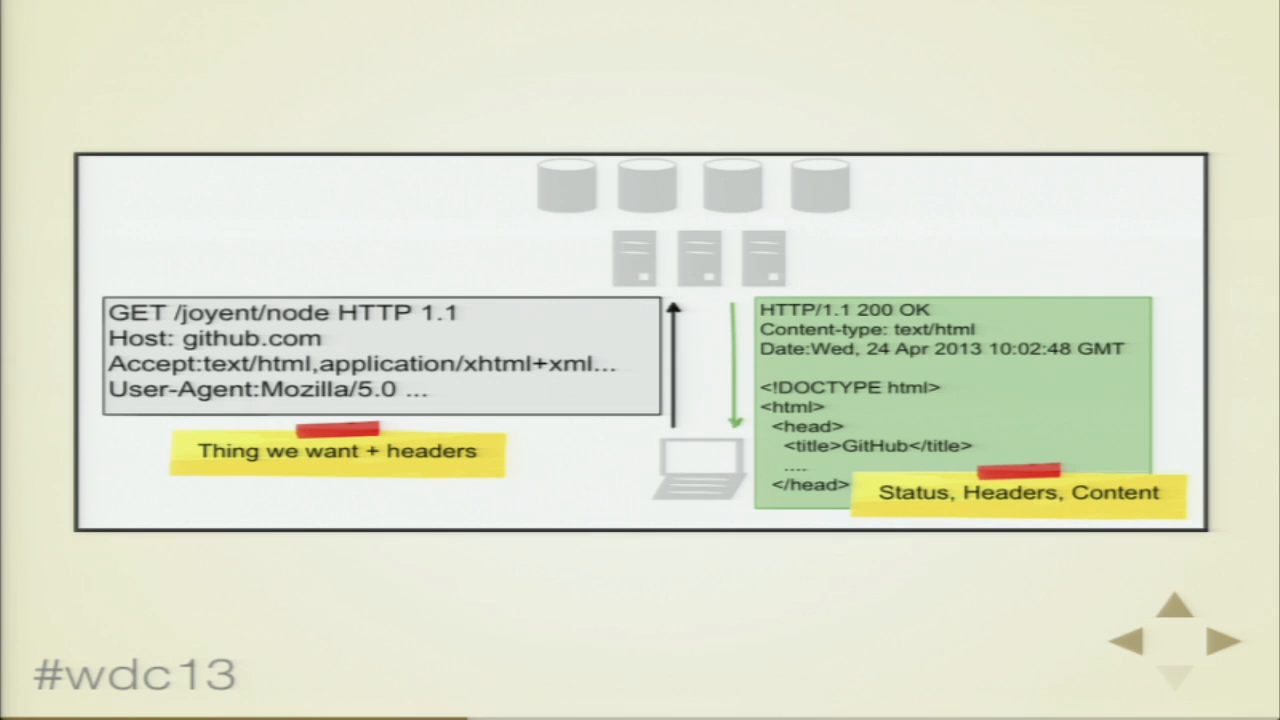 GET /joyent/node HTTP 1.1
Host: github.com
Accept:text/html,application/xhtml+xml...
User-Agent:Mozilla/5.0 ...
Thing we want + headers
HTTP/1.1 200 OK
Content-type: text/html
Date:Wed, 24 Apr 2013 10:02:48 GMT
<!DOCTYPE html>
<html>
<head>
<title>GitHub</title>
....
</head>
Status, Headers, Content
#wdc13